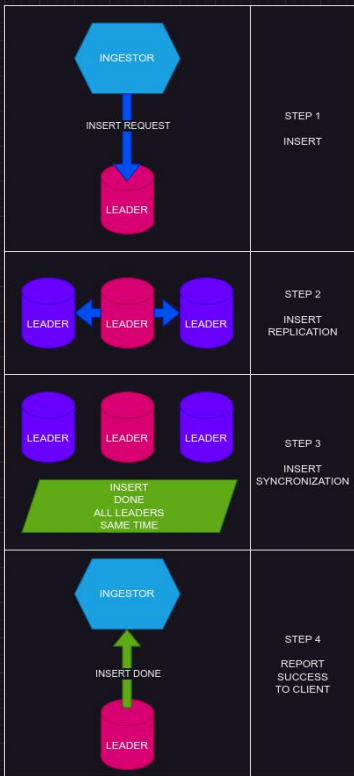 INGESTOR
INSERT REQUEST
LEADER
STEP 1
INSERT
LEADER
LEADER
LEADER
STEP 2
INSERT
REPLICATION
LEADER
LEADER
LEADER
INSERT
DONE
ALL LEADERS
SAME TIME
STEP 3
INSERT
SYNCRONIZATION
INGESTOR
INSERT DONE
LEADER
STEP 4
REPORT
SUCCESS
TO CLIENT